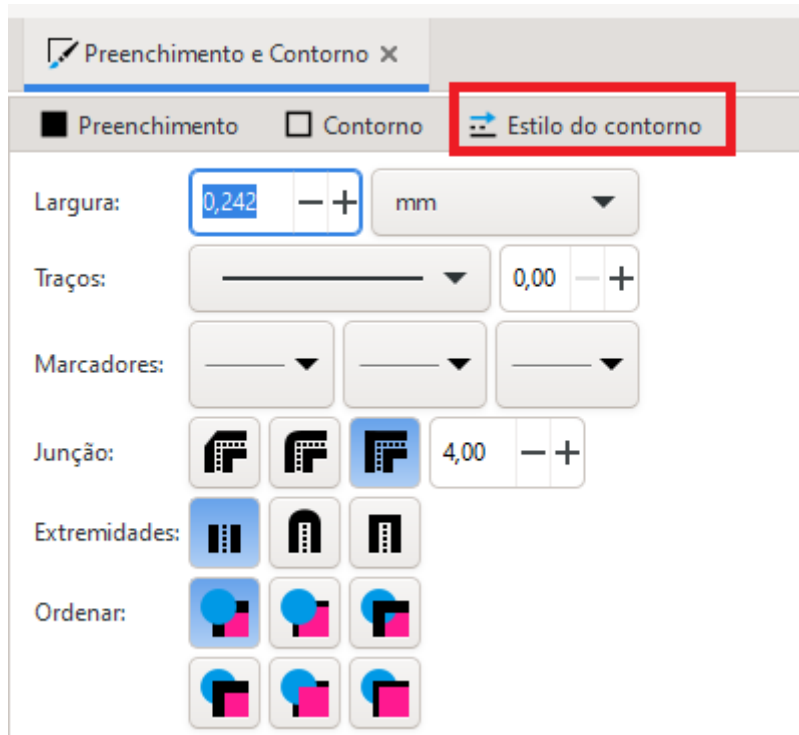 Preenchimento e Contorno
Preenchimento Contorno Estilo do contorno
Largura: 0,242 mm
Traços: 0,00
Marcadores:
Junção: 4,00
Extremidades:
Ordenar: